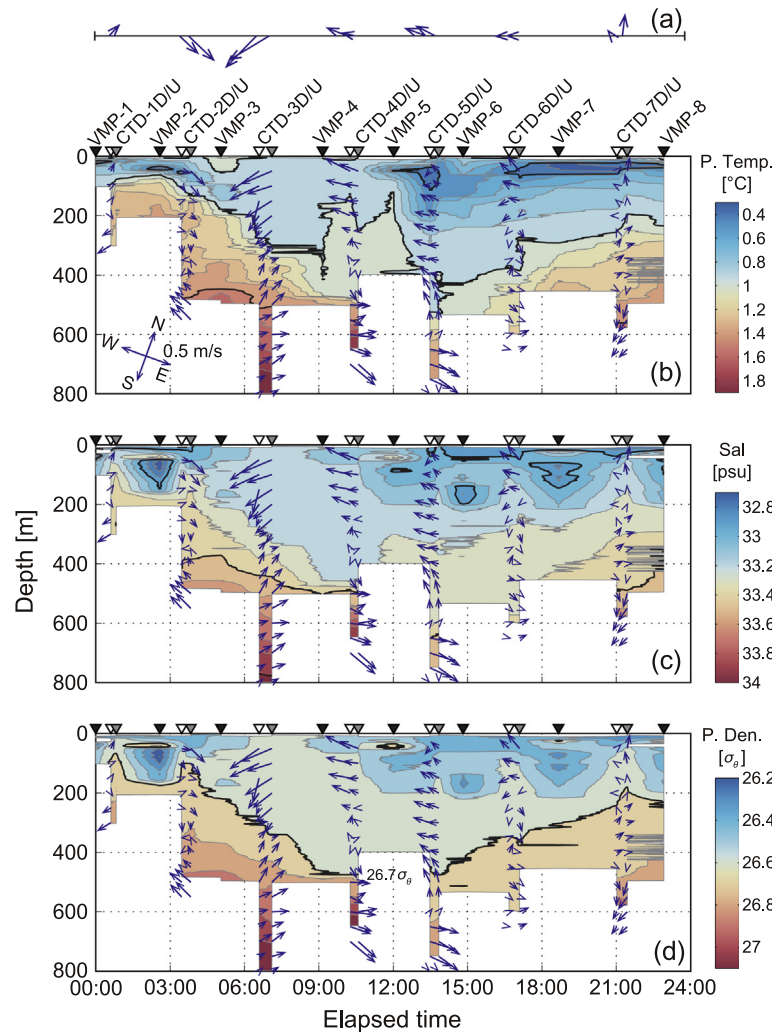 (a)
VMP-1 CTD-1D/U VMP-2 CTD-2D/U VMP-3 CTD-3D/U VMP-4 CTD-4D/U VMP-5 CTD-5D/U VMP-6 CTD-6D/U VMP-7 CTD-7D/U VMP-8
0
200
400
600
800
N
W
E
S
0.5 m/s
(b)
P. Temp.
[°C]
0.4
0.6
0.8
1
1.2
1.4
1.6
1.8
0
200
400
600
800
(c)
Sal
[psu]
32.8
33
33.2
33.4
33.6
33.8
34
Depth [m]
0
200
400
600
800
26.7σθ
(d)
P. Den.
[σθ]
26.2
26.4
26.6
26.8
27
00:00 03:00 06:00 09:00 12:00 15:00 18:00 21:00 24:00
Elapsed time